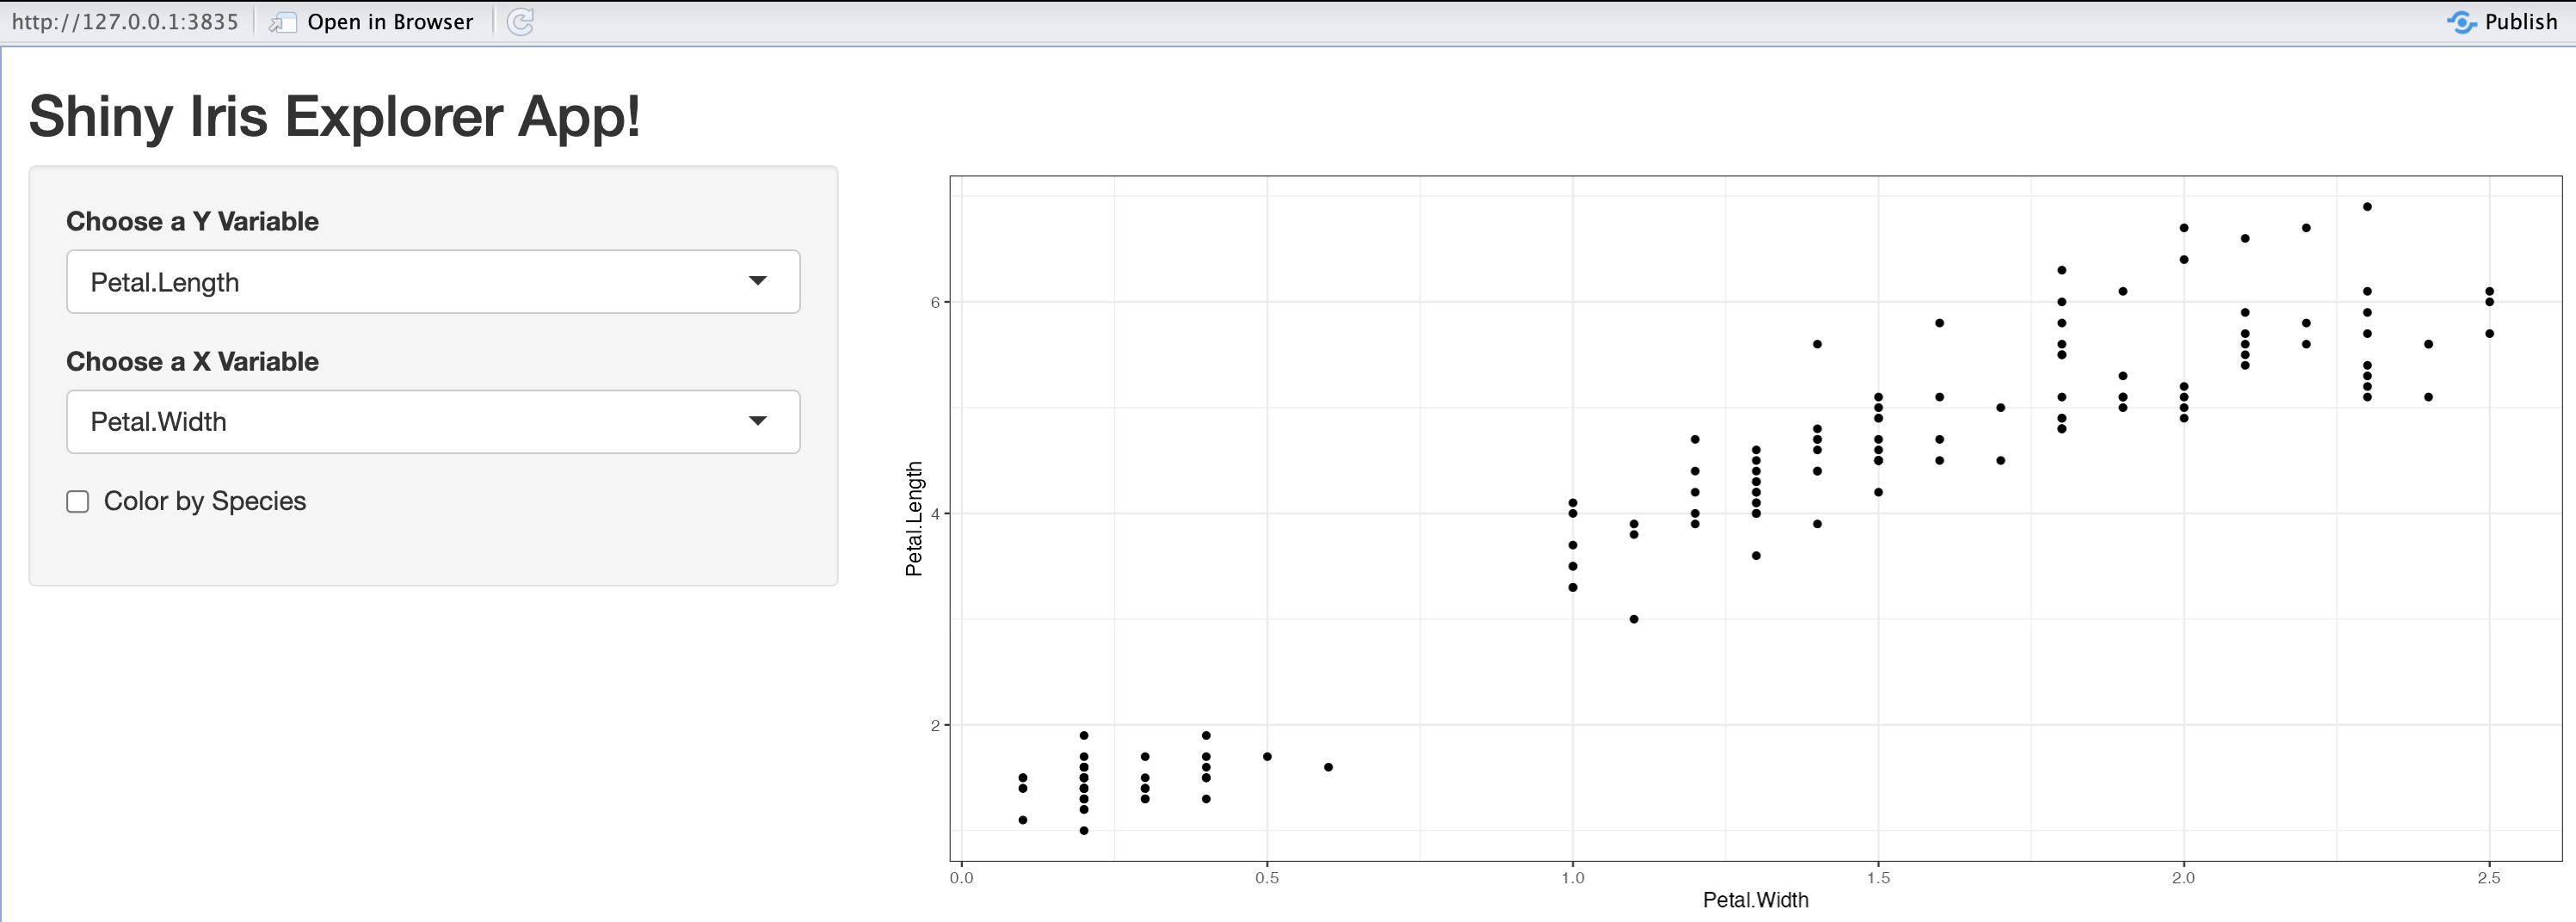 http://127.0.0.1:3835 Open in Browser Publish
Shiny Iris Explorer App!
Choose a Y Variable
Petal.Length
Choose a X Variable
Petal.Width
Color by Species
Petal.Length
6
4
2
0.0 0.5 1.0 1.5 2.0 2.5
Petal.Width